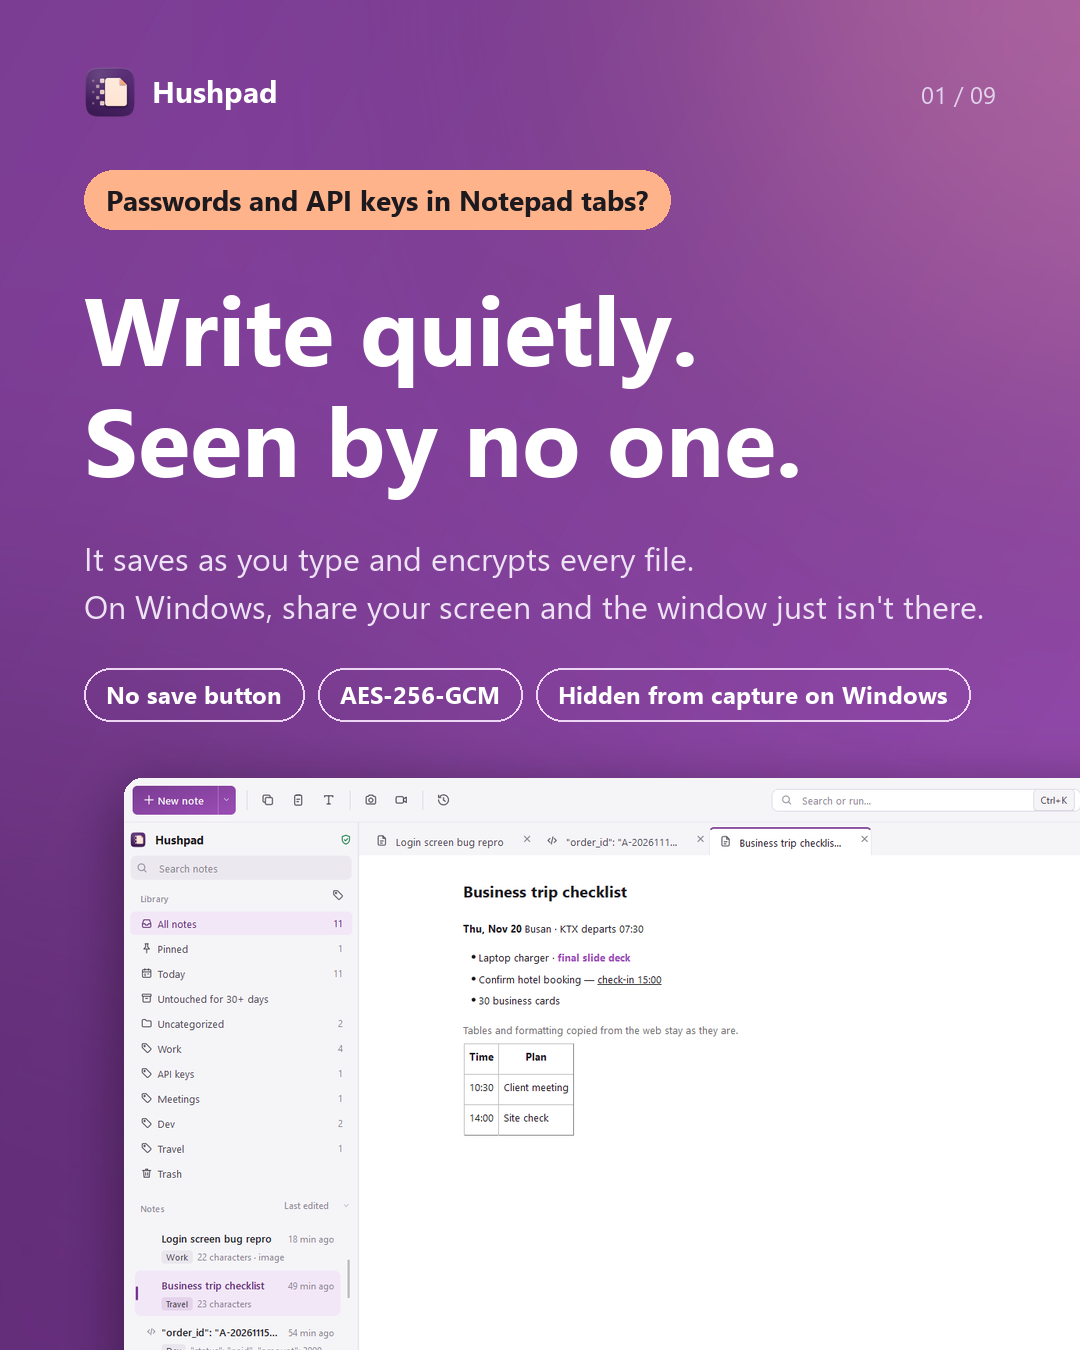 Hushpad
01 / 09
Passwords and API keys in Notepad tabs?
Write quietly.
Seen by no one.
It saves as you type and encrypts every file.
On Windows, share your screen and the window just isn't there.
No save button
AES-256-GCM
Hidden from capture on Windows
New note
Search or run...
Ctrl+K
Hushpad
Search notes
Library
All notes 11
Pinned 1
Today 11
Untouched for 30+ days
Uncategorized 2
Work 4
API keys 1
Meetings 1
Dev 2
Travel 1
Trash
Notes
Last edited
Login screen bug repro 18 min ago
Work 22 characters · image
Business trip checklist 49 min ago
Travel 23 characters
"order_id": "A-20261115... 54 min ago
Login screen bug repro
"order_id": "A-2026111...
Business trip checklis...
Business trip checklist
Thu, Nov 20 Busan · KTX departs 07:30
• Laptop charger · final slide deck
• Confirm hotel booking — check-in 15:00
• 30 business cards
Tables and formatting copied from the web stay as they are.
Time Plan
10:30 Client meeting
14:00 Site check